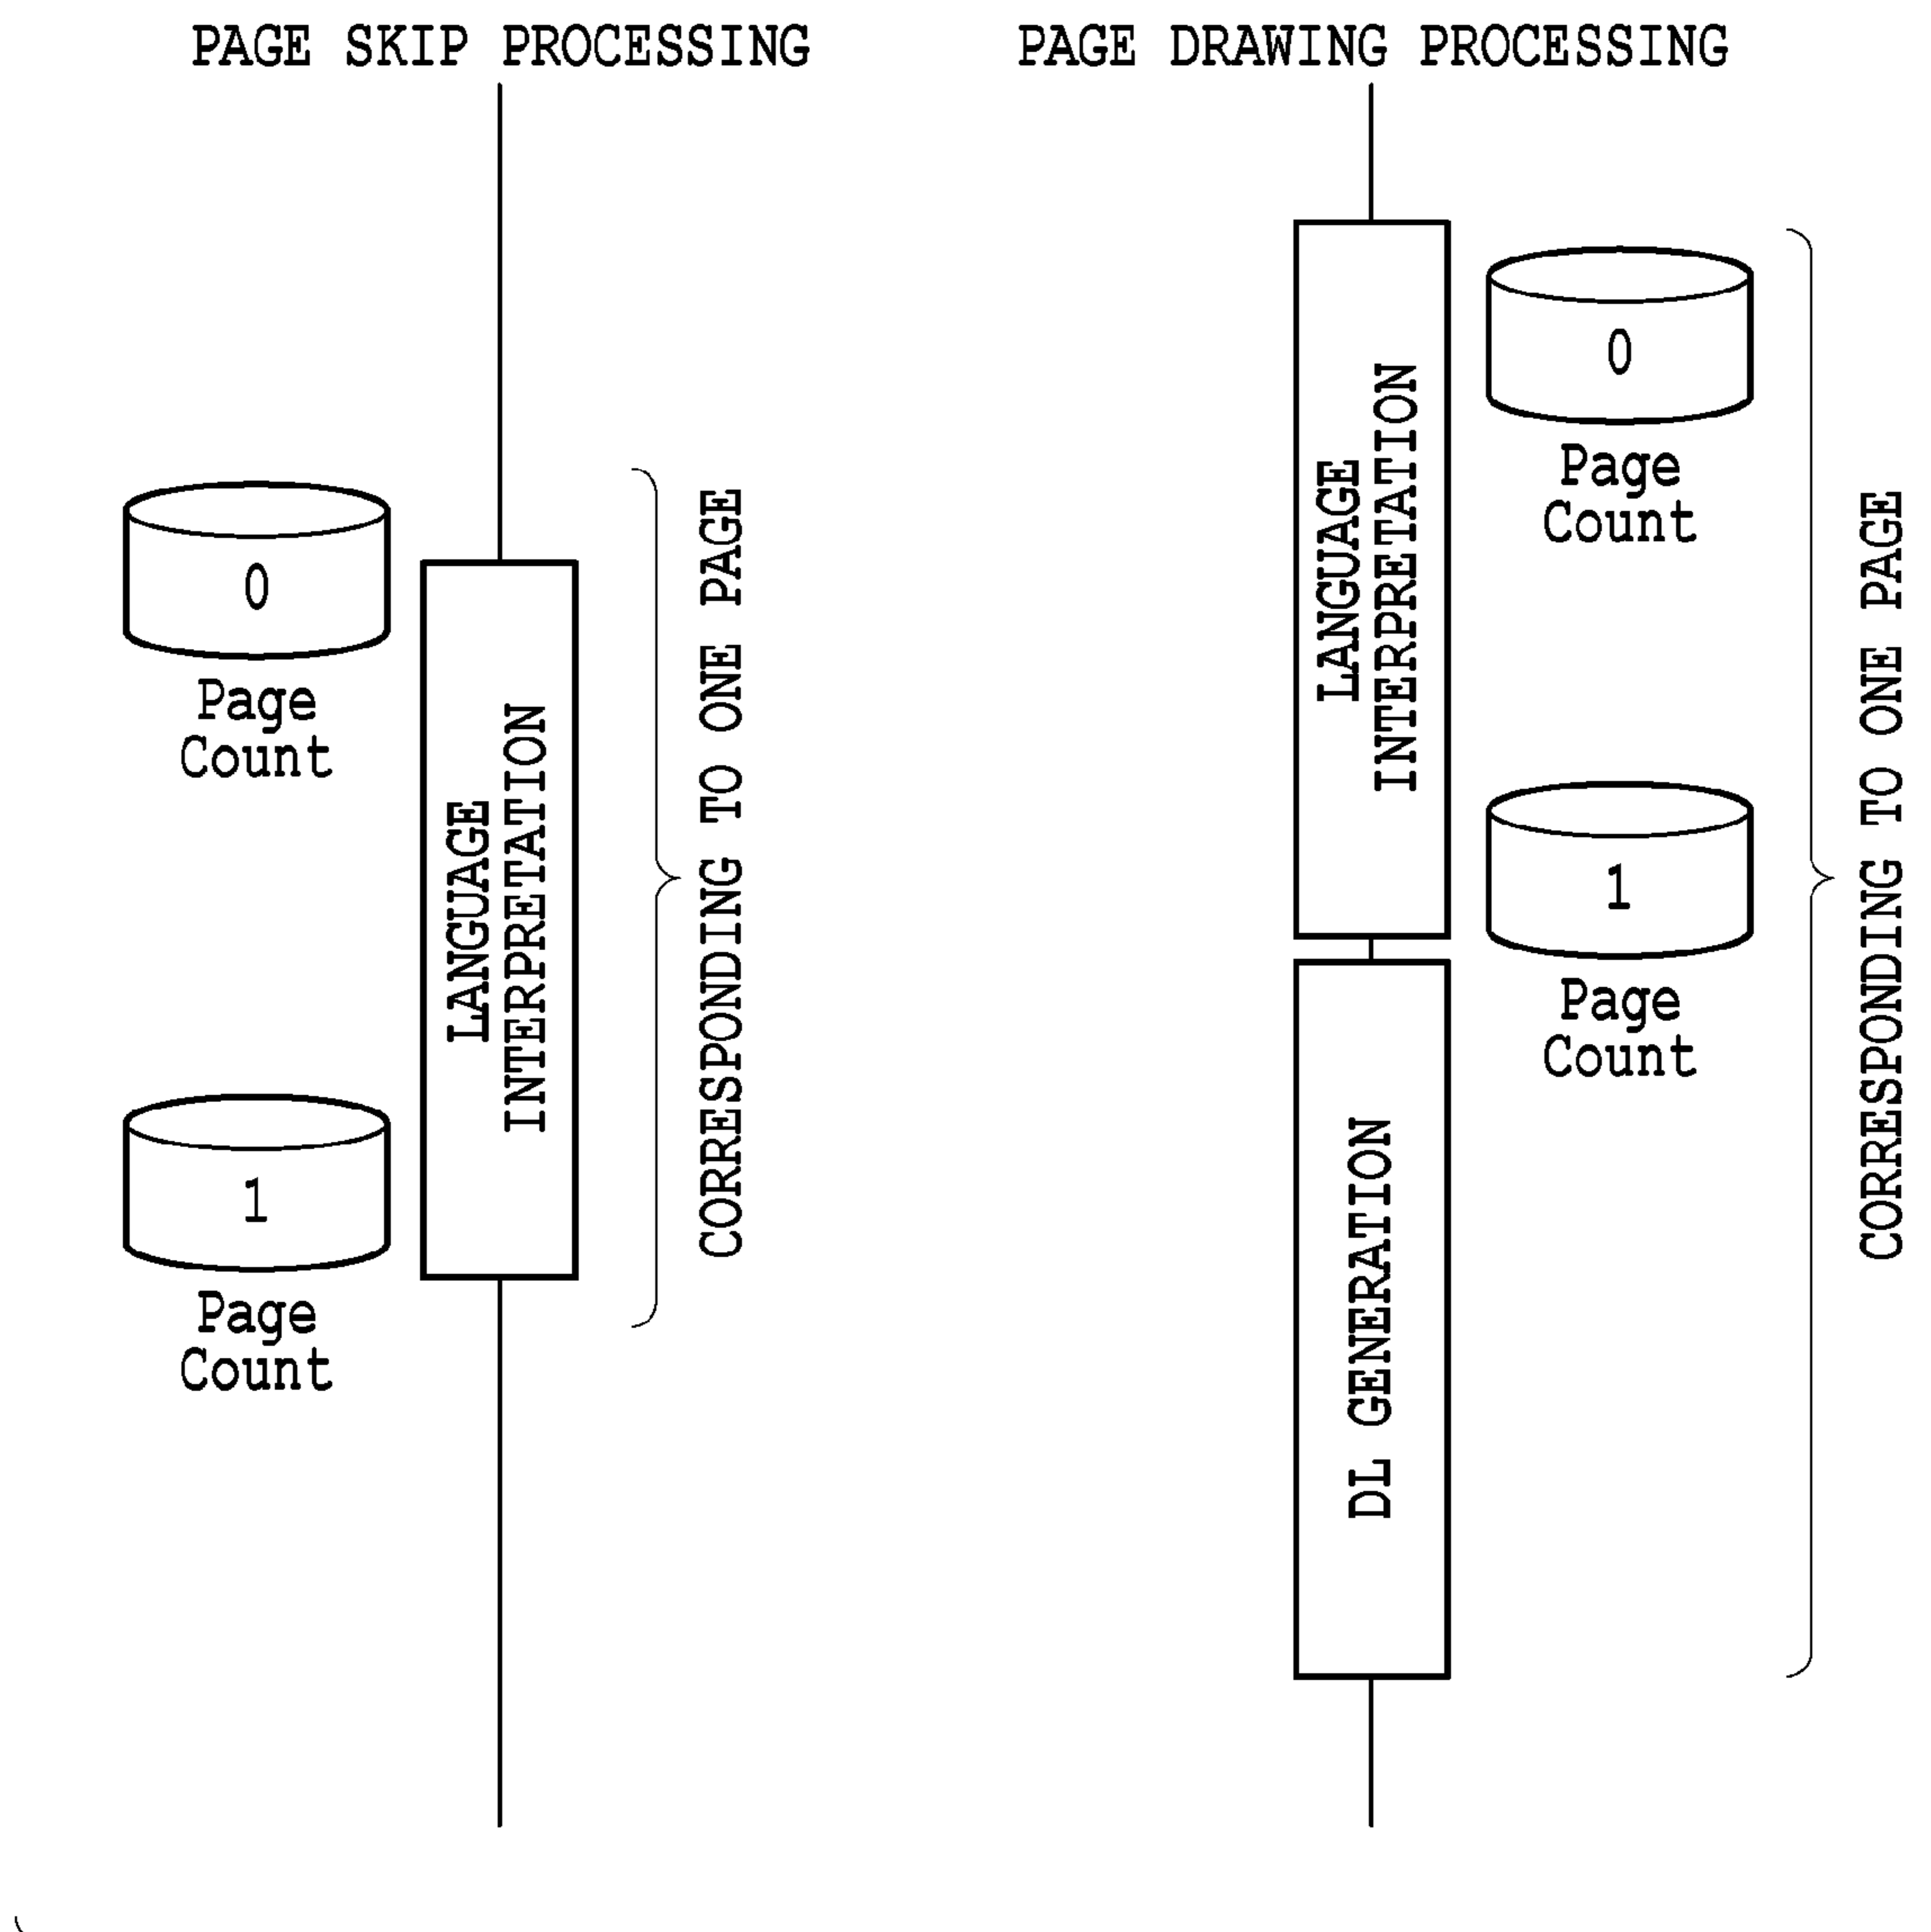 PAGE SKIP PROCESSING
0
Page
Count
LANGUAGE
INTERPRETATION
1
Page
Count
CORRESPONDING TO ONE PAGE
PAGE DRAWING PROCESSING
LANGUAGE
INTERPRETATION
0
Page
Count
1
Page
Count
DL GENERATION
CORRESPONDING TO ONE PAGE